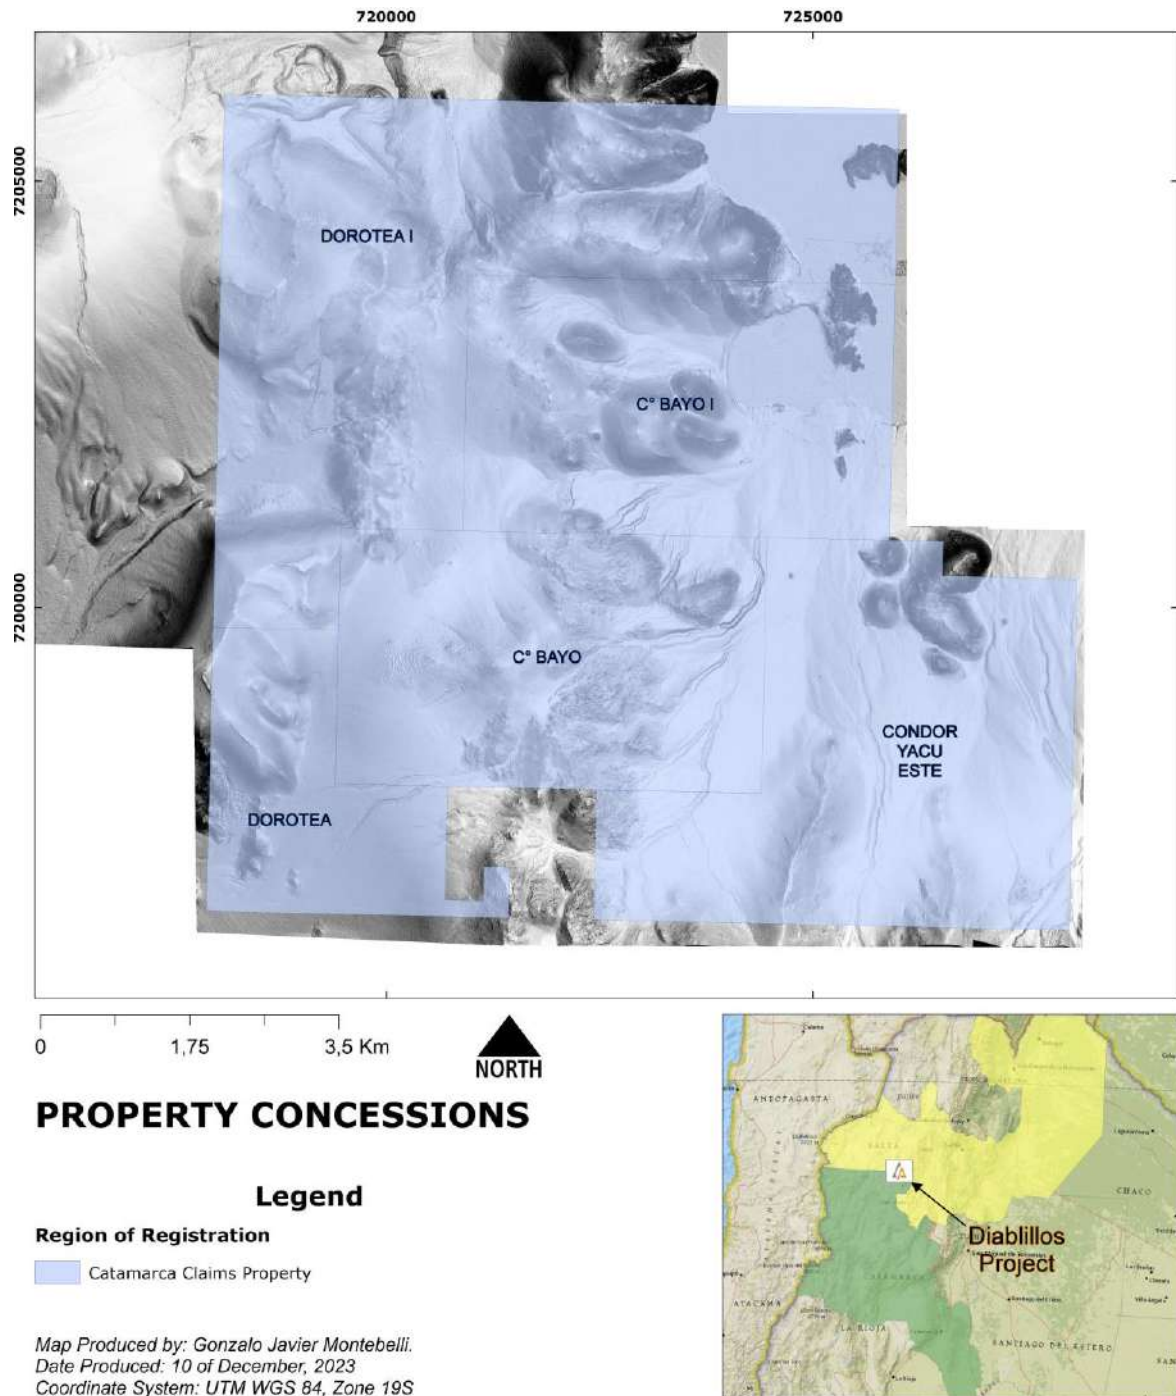 720000
725000
7205000
DOROTEA I
C° BAYO I
7200000
C° BAYO
CONDOR
YACU
ESTE
DOROTEA
0
1,75
3,5 Km
NORTH
PROPERTY CONCESSIONS
Legend
Region of Registration
Catamarca Claims Property
Map Produced by: Gonzalo Javier Montebelli.
Date Produced: 10 of December, 2023
Coordinate System: UTM WGS 84, Zone 19S
ANTOFAGASTA
SALTA
CHACO
Diablillos
Project
CATAMARCA
ATACAMA
LA RIOJA
SANTIAGO DEL ESTERO